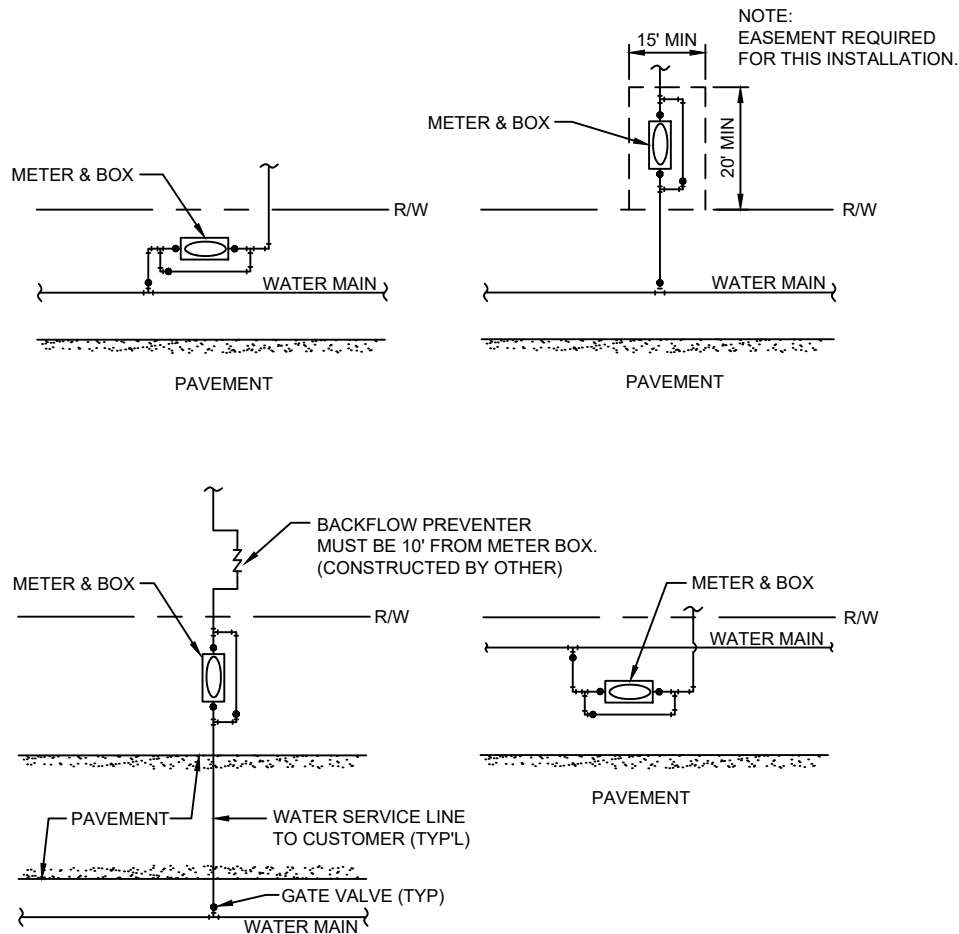 METER & BOX
R/W
WATER MAIN
PAVEMENT
NOTE:
EASEMENT REQUIRED
FOR THIS INSTALLATION.
15' MIN
METER & BOX
20' MIN
R/W
WATER MAIN
PAVEMENT
BACKFLOW PREVENTER
MUST BE 10' FROM METER BOX.
(CONSTRUCTED BY OTHER)
METER & BOX
R/W
PAVEMENT
WATER SERVICE LINE
TO CUSTOMER (TYP'L)
GATE VALVE (TYP)
WATER MAIN
METER & BOX
R/W
WATER MAIN
PAVEMENT